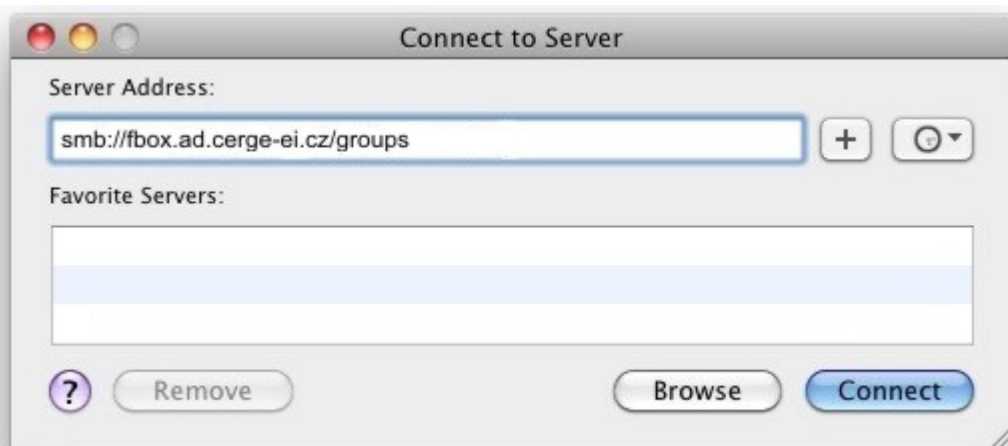 Connect to Server
Server Address:
smb://fbox.ad.cerge-ei.cz/groups
+
Favorite Servers:
? Remove Browse Connect